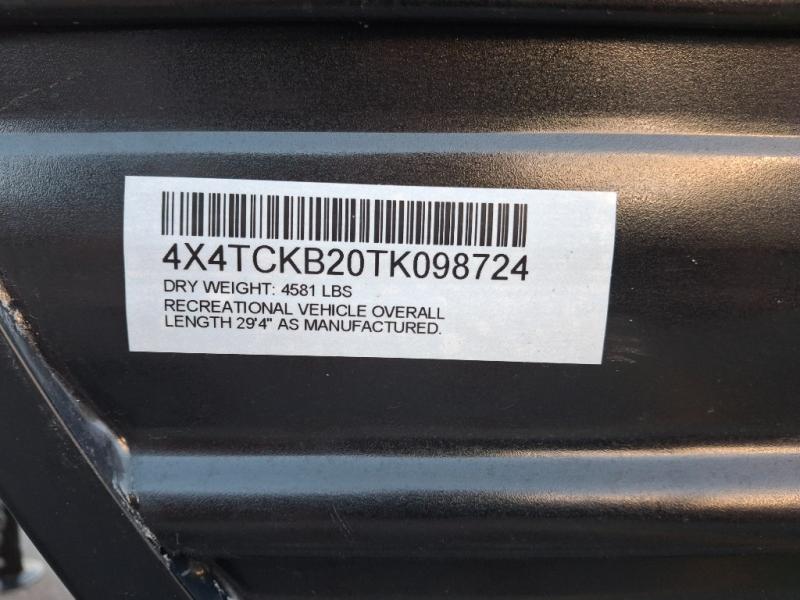 4X4TCKB20TK098724
DRY WEIGHT: 4581 LBS
RECREATIONAL VEHICLE OVERALL
LENGTH 29'4" AS MANUFACTURED.